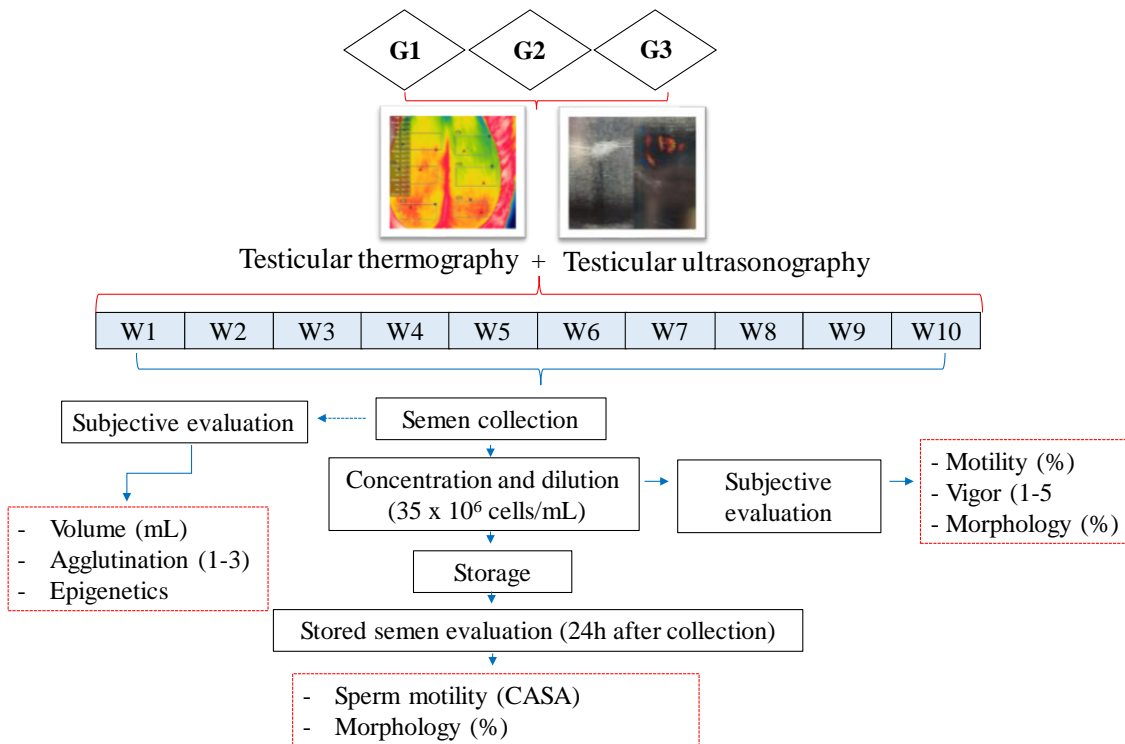 G1 G2 G3
Testicular thermography + Testicular ultrasonography
W1 W2 W3 W4 W5 W6 W7 W8 W9 W10
Subjective evaluation
Semen collection
- Volume (mL)
- Agglutination (1-3)
- Epigenetics
Concentration and dilution
(35 x 10⁶ cells/mL)
Subjective
evaluation
- Motility (%)
- Vigor (1-5
- Morphology (%)
Storage
Stored semen evaluation (24h after collection)
- Sperm motility (CASA)
- Morphology (%)